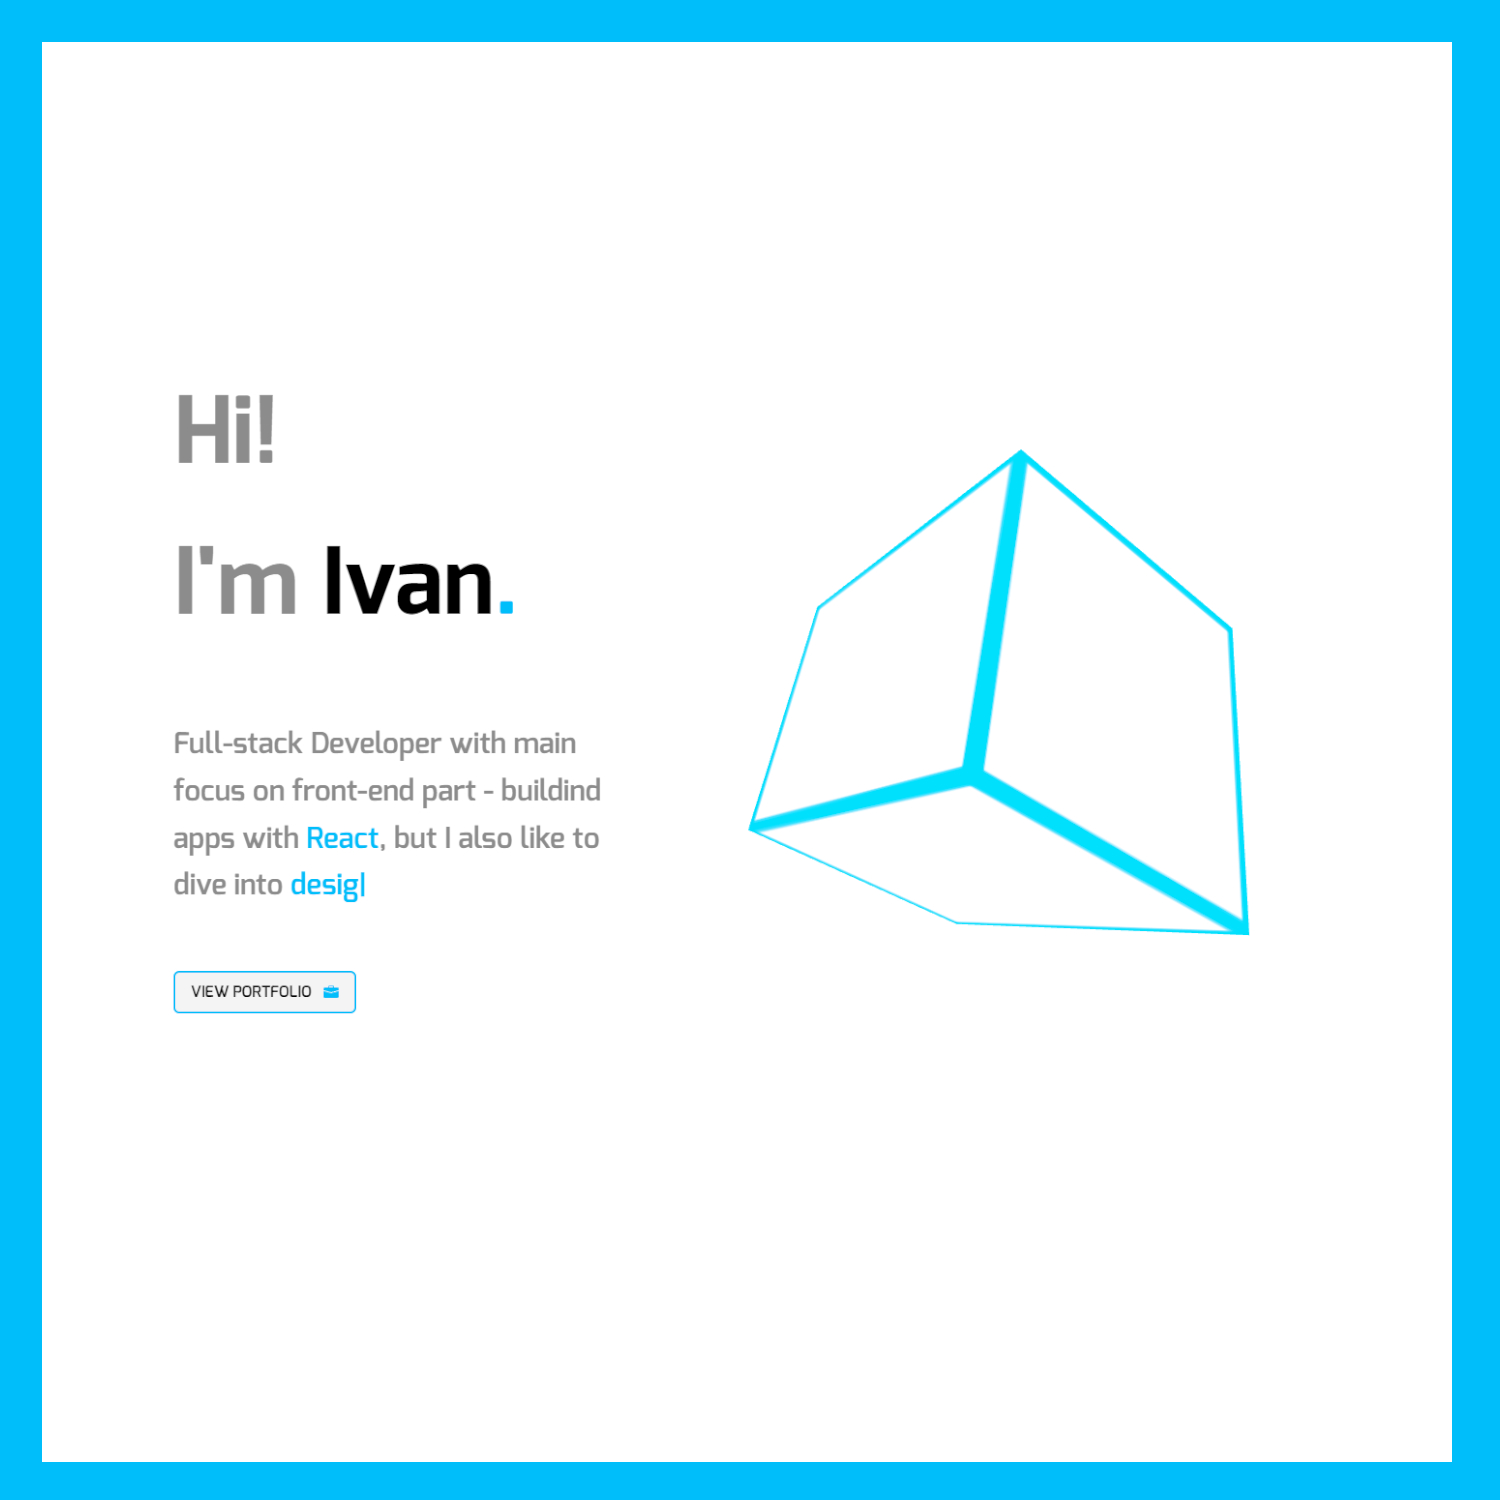 Hi!
I'm Ivan.
Full-stack Developer with main
focus on front-end part - buildind
apps with React, but I also like to
dive into desig|
VIEW PORTFOLIO